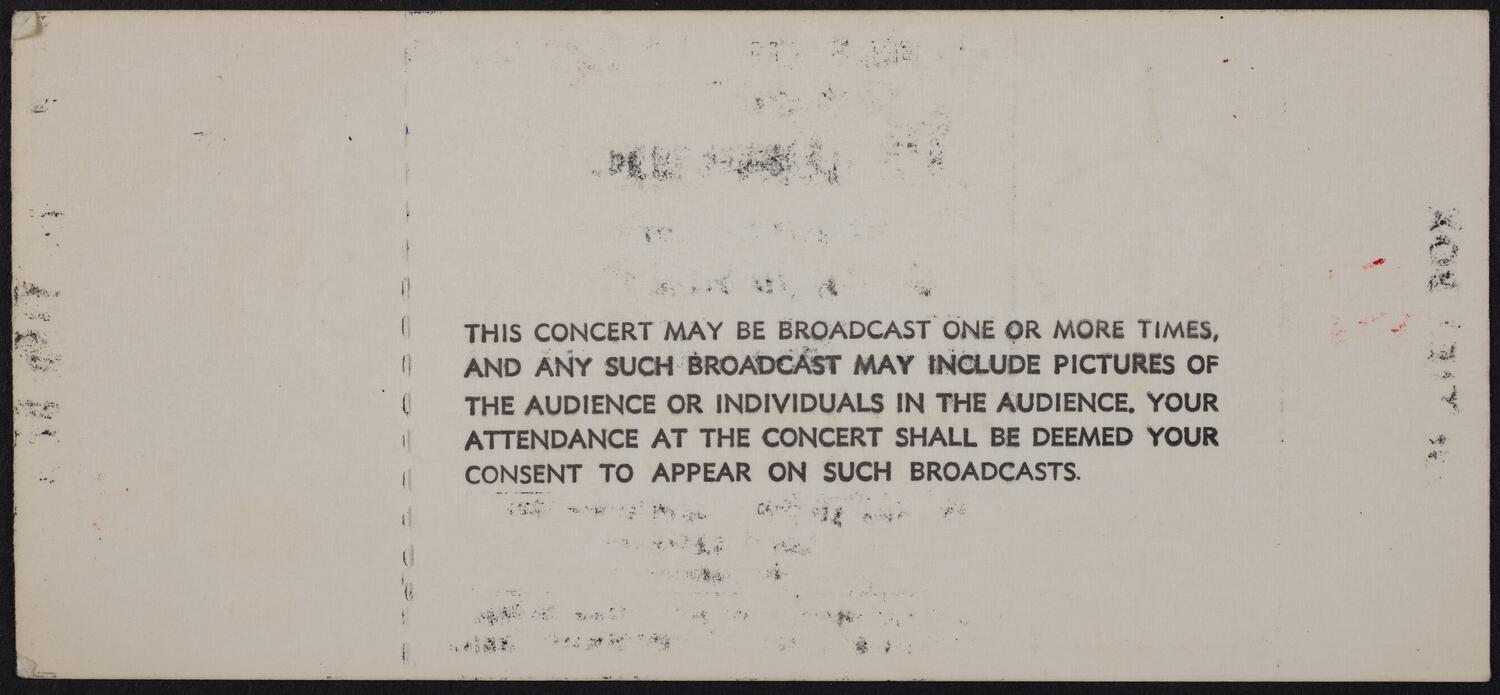 THIS CONCERT MAY BE BROADCAST ONE OR MORE TIMES,
AND ANY SUCH BROADCAST MAY INCLUDE PICTURES OF
THE AUDIENCE OR INDIVIDUALS IN THE AUDIENCE. YOUR
ATTENDANCE AT THE CONCERT SHALL BE DEEMED YOUR
CONSENT TO APPEAR ON SUCH BROADCASTS.